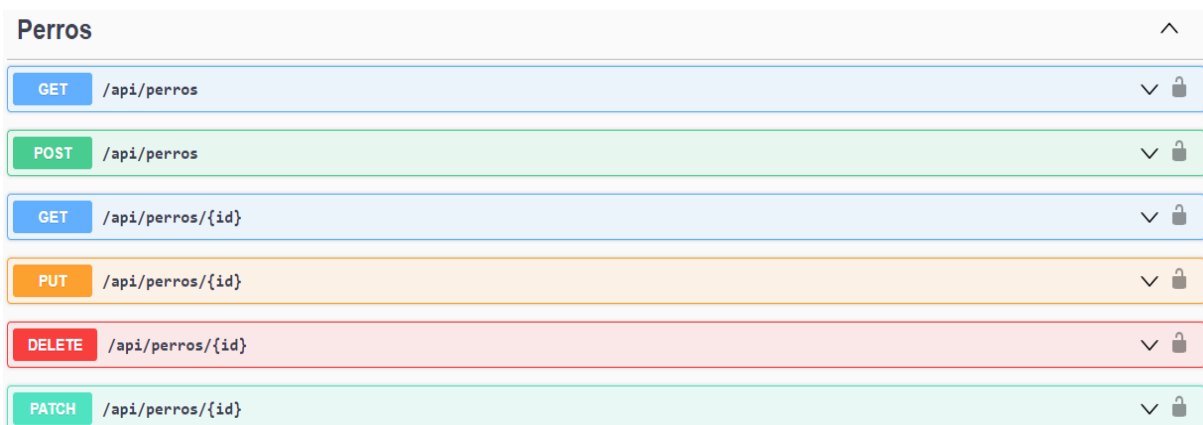 Perros
GET /api/perros
POST /api/perros
GET /api/perros/{id}
PUT /api/perros/{id}
DELETE /api/perros/{id}
PATCH /api/perros/{id}